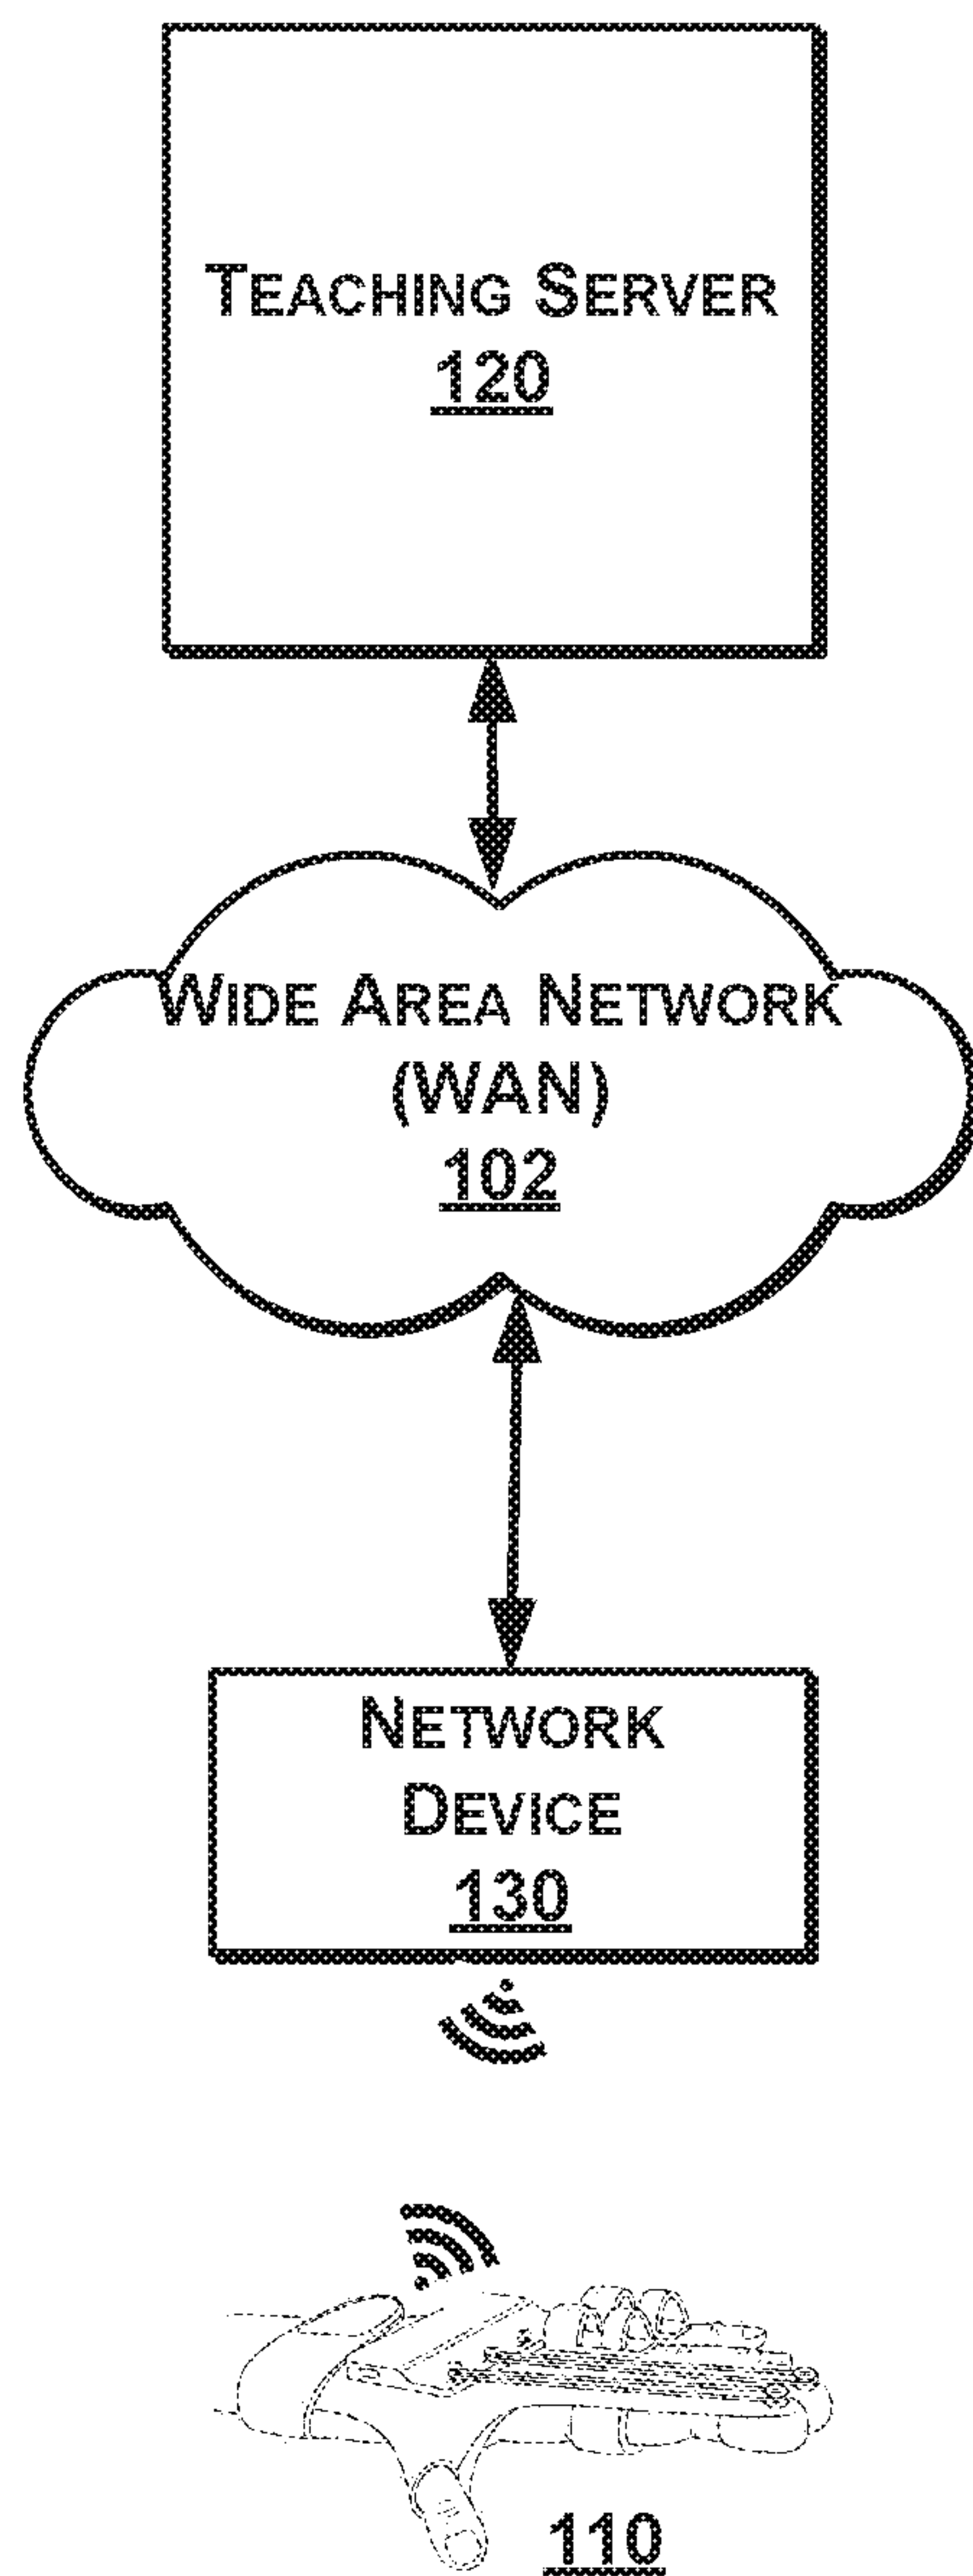 TEACHING SERVER
120
WIDE AREA NETWORK
(WAN)
102
NETWORK
DEVICE
130
110